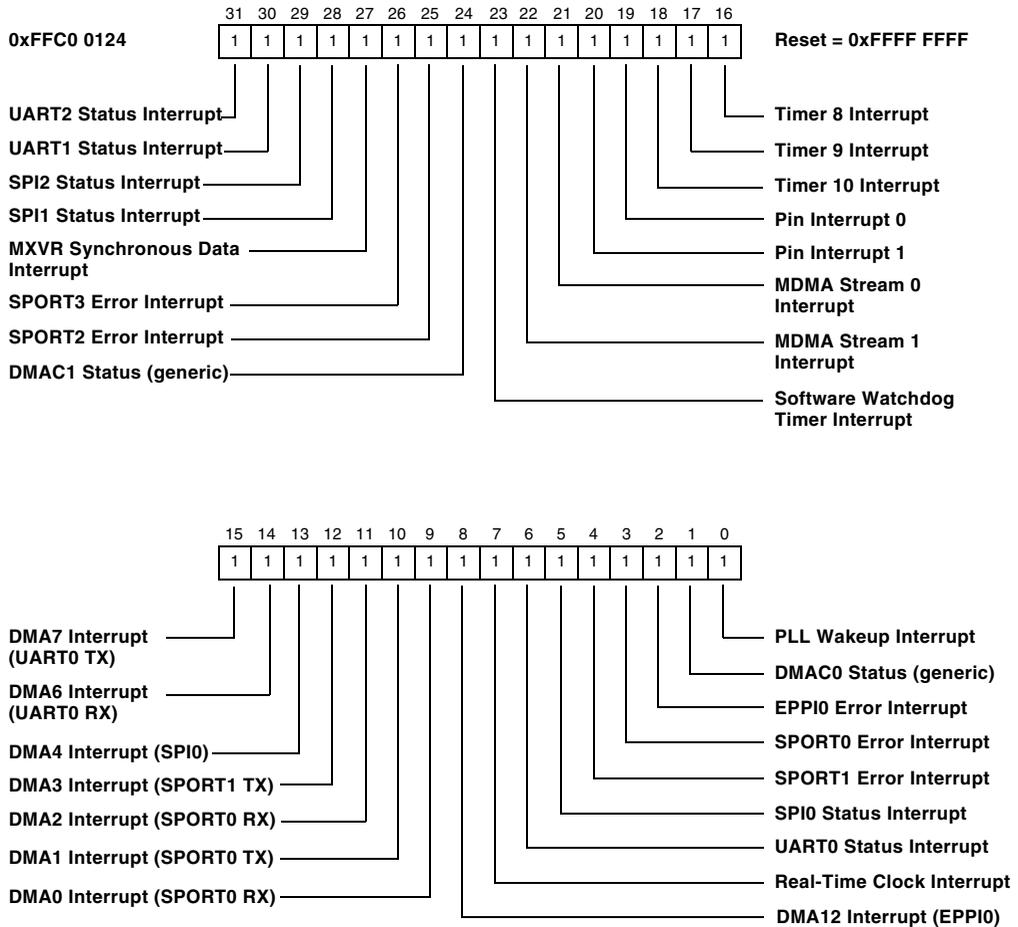 31 30 29 28 27 26 25 24 23 22 21 20 19 18 17 16
0xFFC0 0124
1 1 1 1 1 1 1 1 1 1 1 1 1 1 1 1
Reset = 0xFFFF FFFF
UART2 Status Interrupt
UART1 Status Interrupt
SPI2 Status Interrupt
SPI1 Status Interrupt
MXVR Synchronous Data
Interrupt
SPORT3 Error Interrupt
SPORT2 Error Interrupt
DMAC1 Status (generic)
Timer 8 Interrupt
Timer 9 Interrupt
Timer 10 Interrupt
Pin Interrupt 0
Pin Interrupt 1
MDMA Stream 0
Interrupt
MDMA Stream 1
Interrupt
Software Watchdog
Timer Interrupt
15 14 13 12 11 10 9 8 7 6 5 4 3 2 1 0
1 1 1 1 1 1 1 1 1 1 1 1 1 1 1 1
DMA7 Interrupt
(UART0 TX)
DMA6 Interrupt
(UART0 RX)
DMA4 Interrupt (SPI0)
DMA3 Interrupt (SPORT1 TX)
DMA2 Interrupt (SPORT0 RX)
DMA1 Interrupt (SPORT0 TX)
DMA0 Interrupt (SPORT0 RX)
PLL Wakeup Interrupt
DMAC0 Status (generic)
EPPI0 Error Interrupt
SPORT0 Error Interrupt
SPORT1 Error Interrupt
SPI0 Status Interrupt
UART0 Status Interrupt
Real-Time Clock Interrupt
DMA12 Interrupt (EPPI0)